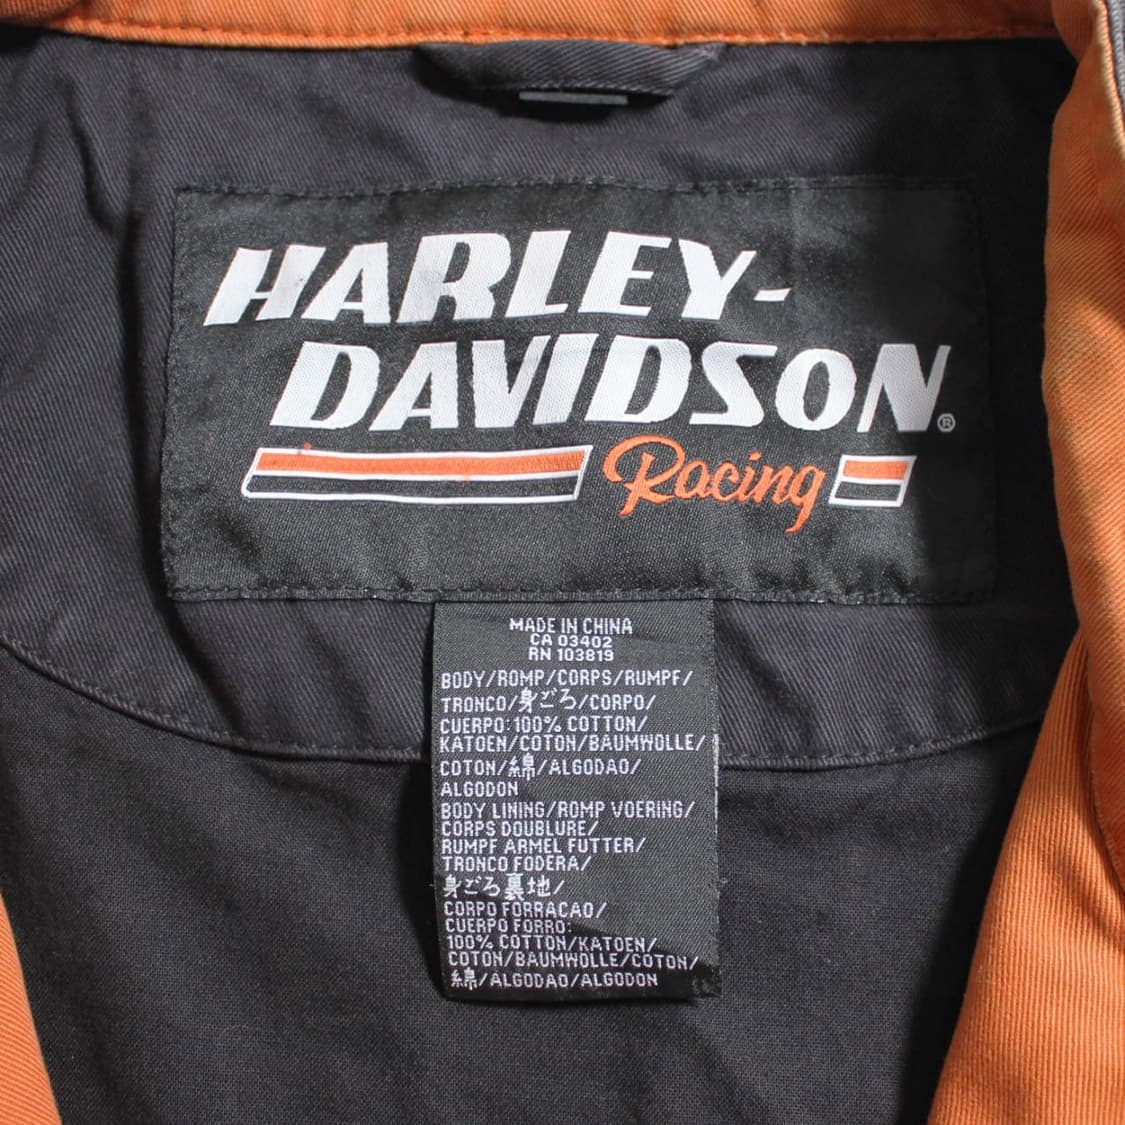 HARLEY-
DAVIDSON®
Racing
MADE IN CHINA
CA 03402
RN 103819
BODY/ROMP/CORPS/RUMPF/
TRONCO/身ごろ/CORPO/
CUERPO: 100% COTTON/
KATOEN/COTON/BAUMWOLLE/
COTON/綿/ALGODAO/
ALGODON
BODY LINING/ROMP VOERING/
CORPS DOUBLURE/
RUMPF ARMEL FUTTER/
TRONCO FODERA/
身ごろ裏地/
CORPO FORRACAO/
CUERPO FORRO:
100% COTTON/KATOEN/
COTON/BAUMWOLLE/COTON/
綿/ALGODAO/ALGODON